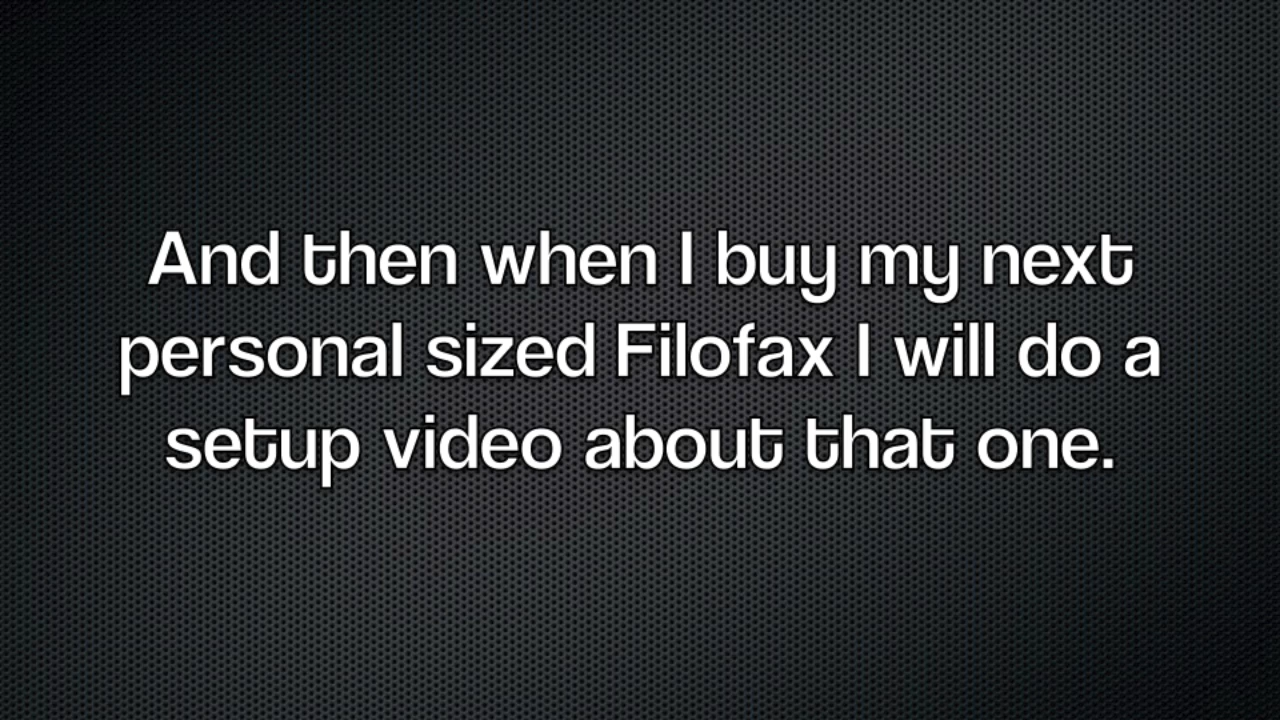 And then when I buy my next
personal sized Filofax I will do a
setup video about that one.